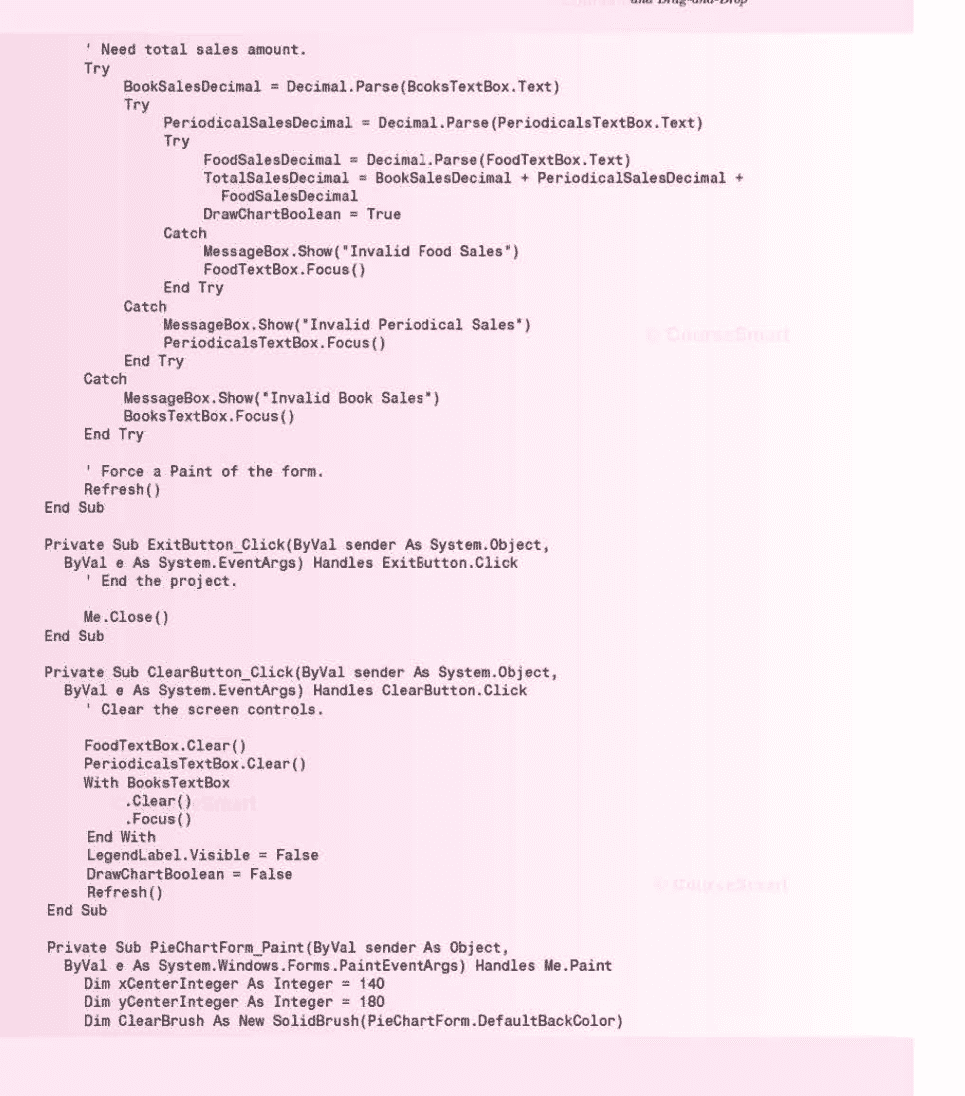 and Drag-and-Drop
' Need total sales amount.
Try
BookSalesDecimal = Decimal.Parse(BooksTextBox.Text)
Try
PeriodicalSalesDecimal = Decimal.Parse(PeriodicalsTextBox.Text)
Try
FoodSalesDecimal = Decimal.Parse(FoodTextBox.Text)
TotalSalesDecimal = BookSalesDecimal + PeriodicalSalesDecimal +
FoodSalesDecimal
DrawChartBoolean = True
Catch
MessageBox.Show("Invalid Food Sales")
FoodTextBox.Focus()
End Try
Catch
MessageBox.Show("Invalid Periodical Sales")
PeriodicalsTextBox.Focus()
© CourseSmart
End Try
Catch
MessageBox.Show("Invalid Book Sales")
BooksTextBox.Focus()
End Try
' Force a Paint of the form.
Refresh()
End Sub
Private Sub ExitButton_Click(ByVal sender As System.Object,
ByVal e As System.EventArgs) Handles ExitButton.Click
' End the project.
Me.Close()
End Sub
Private Sub ClearButton_Click(ByVal sender As System.Object,
ByVal e As System.EventArgs) Handles ClearButton.Click
' Clear the screen controls.
FoodTextBox.Clear()
PeriodicalsTextBox.Clear()
With BooksTextBox
.Clear()
.Focus()
End With
LegendLabel.Visible = False
DrawChartBoolean = False
Refresh()
© CourseSmart
End Sub
Private Sub PieChartForm_Paint(ByVal sender As Object,
ByVal e As System.Windows.Forms.PaintEventArgs) Handles Me.Paint
Dim xCenterInteger As Integer = 140
Dim yCenterInteger As Integer = 180
Dim ClearBrush As New SolidBrush(PieChartForm.DefaultBackColor)